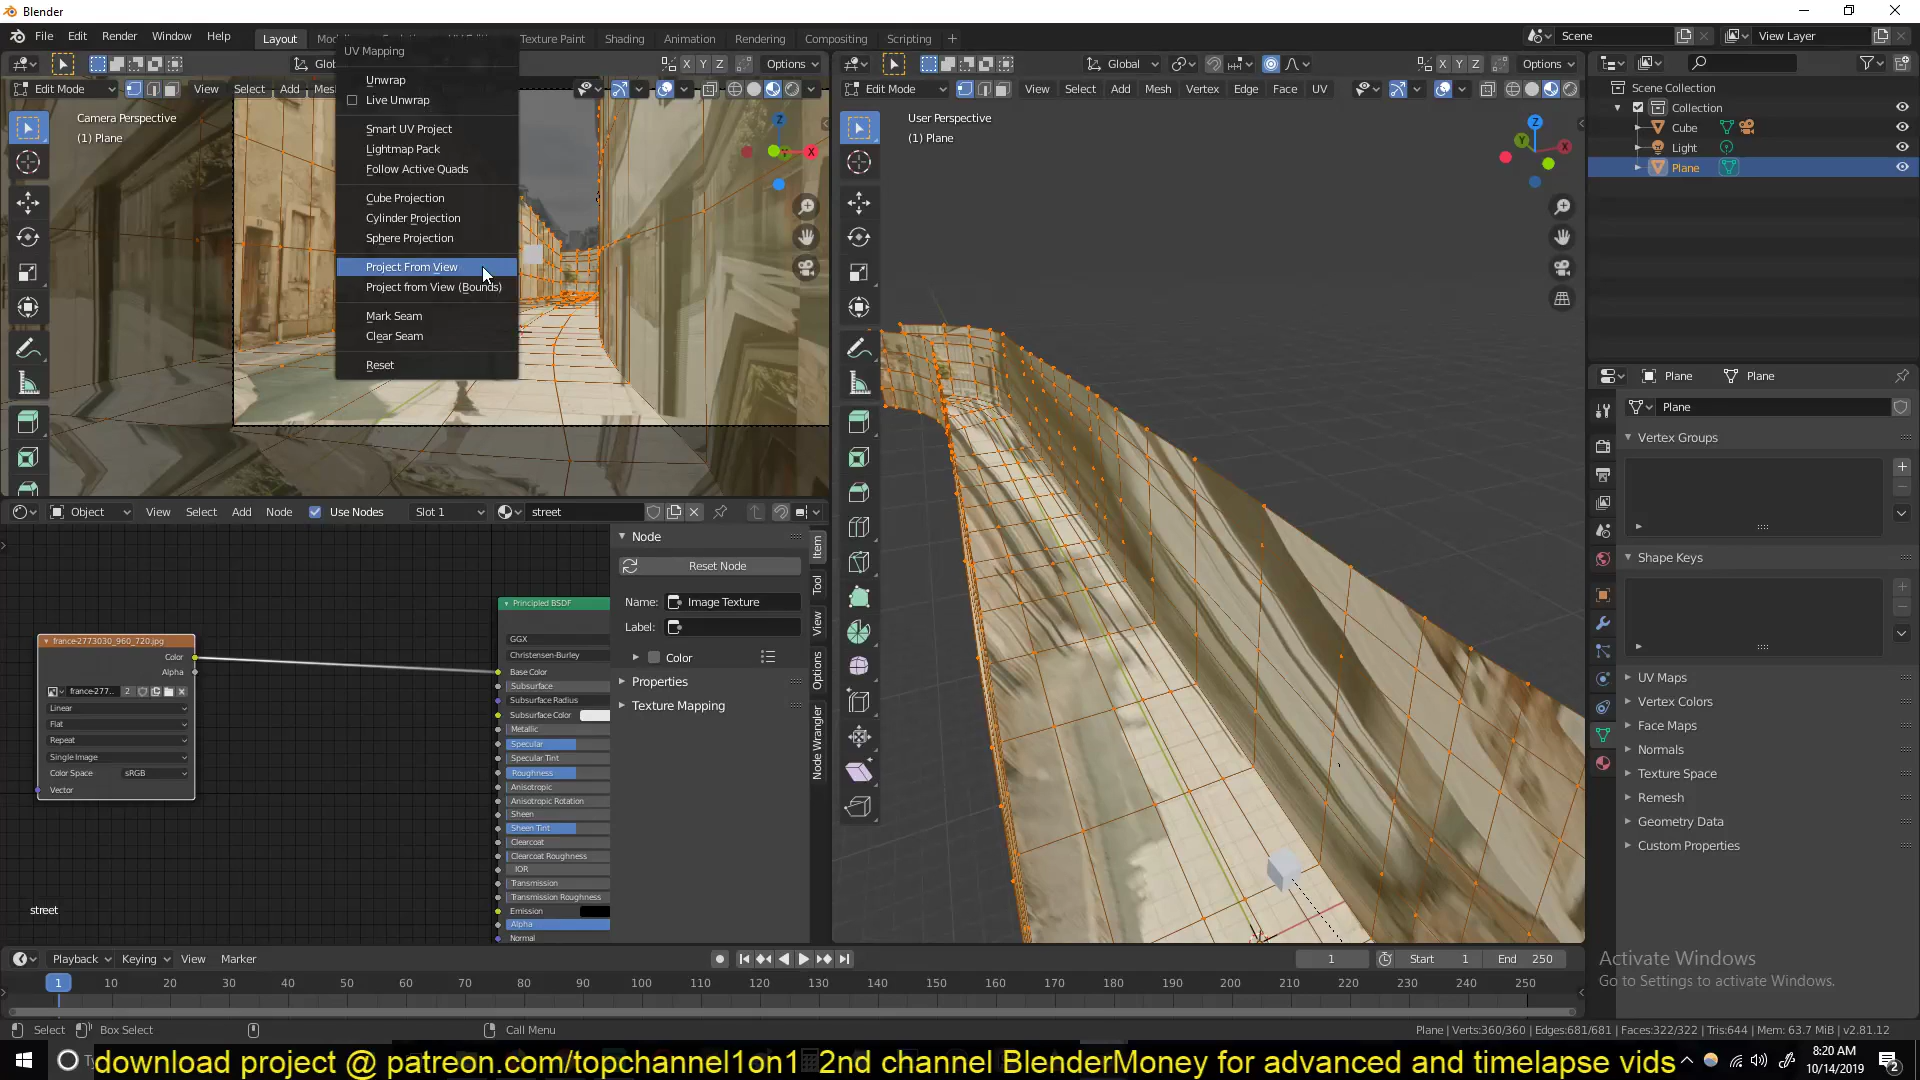 Blender
File Edit Render Window Help
Layout
Texture Paint Shading Animation Rendering Compositing Scripting +
Scene
View Layer
UV Mapping
Unwrap
Live Unwrap
Smart UV Project
Lightmap Pack
Follow Active Quads
Cube Projection
Cylinder Projection
Sphere Projection
Project From View
Project from View (Bounds)
Mark Seam
Clear Seam
Reset
X Y Z Options
Edit Mode View Select Add
Camera Perspective
(1) Plane
Z
X
Global X Y Z Options
Edit Mode View Select Add Mesh Vertex Edge Face UV
User Perspective
(1) Plane
Z
Y
X
Scene Collection
Collection
Cube
Light
Plane
Plane Plane
Plane
Vertex Groups
Shape Keys
UV Maps
Vertex Colors
Face Maps
Normals
Texture Space
Remesh
Geometry Data
Custom Properties
Object View Select Add Node Use Nodes Slot 1 street
france-2773030_960_720.jpg
Color
Alpha
france-277... 2
Linear
Flat
Repeat
Single Image
Color Space sRGB
Vector
Principled BSDF
GGX
Christensen-Burley
Base Color
Subsurface
Subsurface Radius
Subsurface Color
Metallic
Specular
Specular Tint
Roughness
Anisotropic
Anisotropic Rotation
Sheen
Sheen Tint
Clearcoat
Clearcoat Roughness
IOR
Transmission
Transmission Roughness
Emission
Alpha
Normal
Node
Reset Node
Name: Image Texture
Label:
Color
Properties
Texture Mapping
Item
Tool
View
Options
Node Wrangler
street
Playback Keying View Marker
1 Start 1 End 250
1 10 20 30 40 50 60 70 80 90 100 110 120 130 140 150 160 170 180 190 200 210 220 230 240 250
Activate Windows
Go to Settings to activate Windows.
Select Box Select Call Menu
Plane | Verts:360/360 | Edges:681/681 | Faces:322/322 | Tris:644 | Mem: 63.7 MiB | v2.81.12
download project @ patreon.com/topchannel1on1 2nd channel BlenderMoney for advanced and timelapse vids
8:20 AM
10/14/2019
2